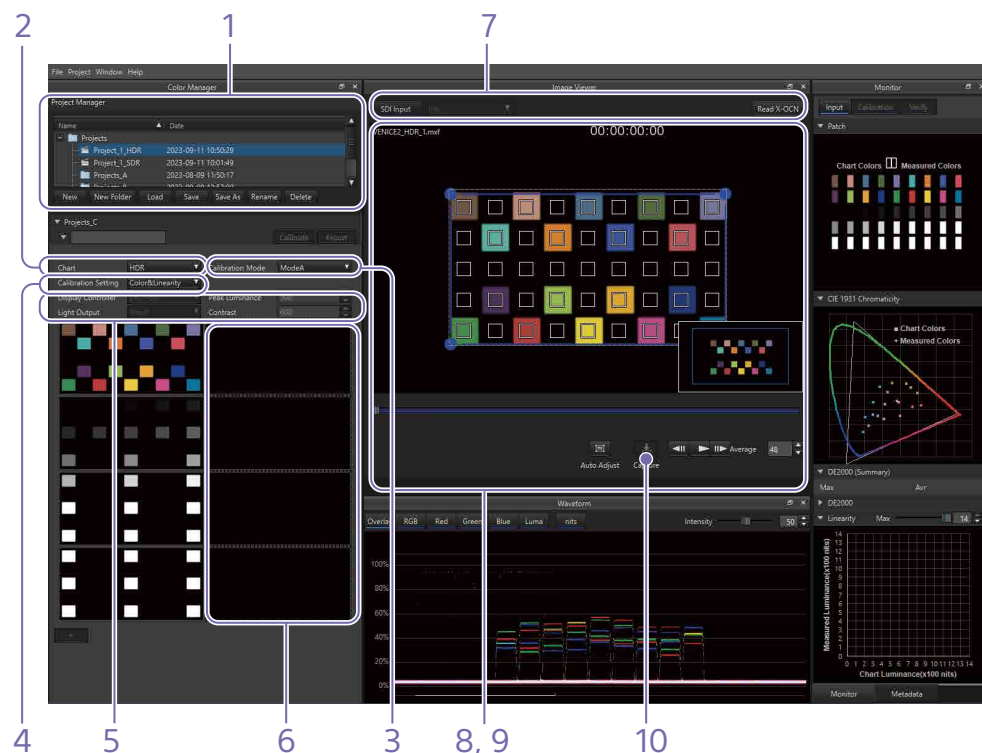 2
1
7
File Project Window Help
Color Manager
Image Viewer
Monitor
Project Manager
SDI Input
Read X-OCN
Input Calibration Verify
Name Date
Projects
Project_1_HDR 2023-09-11 10:50:29
Project_1_SDR 2023-09-11 10:01:49
Projects_A 2023-08-09 11:50:17
New New Folder Load Save Save As Rename Delete
Projects_C
Calibrate Export
Chart HDR Calibration Mode ModeA
Calibration Setting Color&Linearity
Display Controller Peak Luminance
Light Output Contrast
VENICE2_HDR_1.mxf
00:00:00:00
Auto Adjust
Capture
Average 48
Patch
Chart Colors Measured Colors
CIE 1931 Chromaticity
Chart Colors
+ Measured Colors
DE2000 (Summary)
Max Avr
DE2000
Linearity Max 14
Waveform
Overlay RGB Red Green Blue Luma nits
Intensity 50
100%
80%
60%
40%
20%
0%
Measured Luminance(x100 nits)
14
13
12
11
10
9
8
7
6
5
4
3
2
1
0
0 1 2 3 4 5 6 7 8 9 10 11 12 13 14
Chart Luminance(x100 nits)
Monitor Metadata
4
5
6
3
8, 9
10